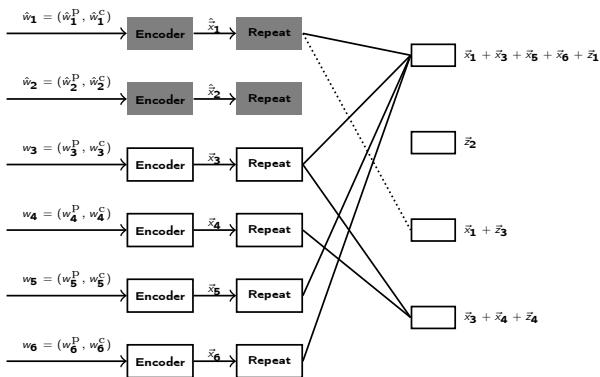 ŵ₁ = (ŵ₁ᵖ, ŵ₁ᶜ) Encoder x̂⃗₁ Repeat
x⃗₁ + x⃗₃ + x⃗₅ + x⃗₆ + z⃗₁
ŵ₂ = (ŵ₂ᵖ, ŵ₂ᶜ) Encoder x̂⃗₂ Repeat
z⃗₂
w₃ = (w₃ᵖ, w₃ᶜ) Encoder x⃗₃ Repeat
w₄ = (w₄ᵖ, w₄ᶜ) Encoder x⃗₄ Repeat
x⃗₁ + z⃗₃
w₅ = (w₅ᵖ, w₅ᶜ) Encoder x⃗₅ Repeat
x⃗₃ + x⃗₄ + z⃗₄
w₆ = (w₆ᵖ, w₆ᶜ) Encoder x⃗₆ Repeat